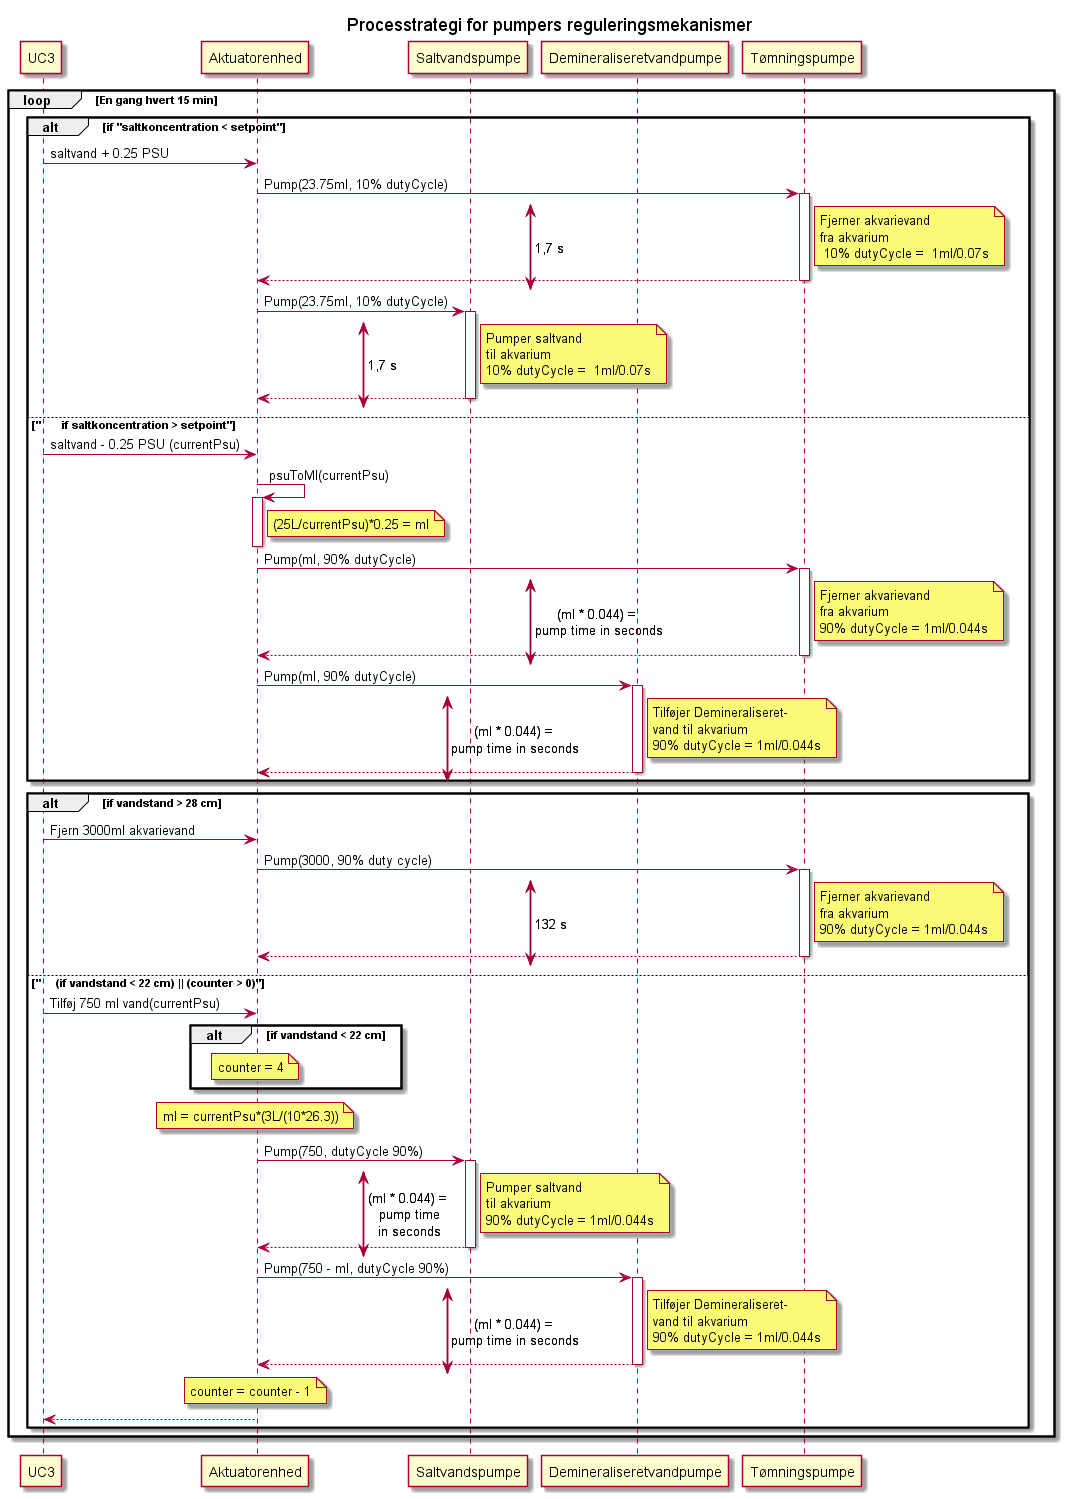 Processtrategi for pumpers reguleringsmekanismer
UC3
Aktuatorenhed
Saltvandspumpe
Demineraliseretvandpumpe
Tømningspumpe
loop
[En gang hvert 15 min]
alt
[if "saltkoncentration < setpoint"]
saltvand + 0.25 PSU
Pump(23.75ml, 10% dutyCycle)
Fjerner akvarievand
fra akvarium
10% dutyCycle = 1ml/0.07s
1,7 s
Pump(23.75ml, 10% dutyCycle)
Pumper saltvand
til akvarium
10% dutyCycle = 1ml/0.07s
1,7 s
["      if saltkoncentration > setpoint"]
saltvand - 0.25 PSU (currentPsu)
psuToMl(currentPsu)
(25L/currentPsu)*0.25 = ml
Pump(ml, 90% dutyCycle)
Fjerner akvarievand
fra akvarium
90% dutyCycle = 1ml/0.044s
(ml * 0.044) =
pump time in seconds
Pump(ml, 90% dutyCycle)
Tilføjer Demineraliseret-
vand til akvarium
90% dutyCycle = 1ml/0.044s
(ml * 0.044) =
pump time in seconds
alt
[if vandstand > 28 cm]
Fjern 3000ml akvarievand
Pump(3000, 90% duty cycle)
Fjerner akvarievand
fra akvarium
90% dutyCycle = 1ml/0.044s
132 s
["    (if vandstand < 22 cm) || (counter > 0)"]
Tilføj 750 ml vand(currentPsu)
alt
[if vandstand < 22 cm]
counter = 4
ml = currentPsu*(3L/(10*26.3))
Pump(750, dutyCycle 90%)
Pumper saltvand
til akvarium
90% dutyCycle = 1ml/0.044s
(ml * 0.044) =
pump time
in seconds
Pump(750 - ml, dutyCycle 90%)
Tilføjer Demineraliseret-
vand til akvarium
90% dutyCycle = 1ml/0.044s
(ml * 0.044) =
pump time in seconds
counter = counter - 1
UC3
Aktuatorenhed
Saltvandspumpe
Demineraliseretvandpumpe
Tømningspumpe